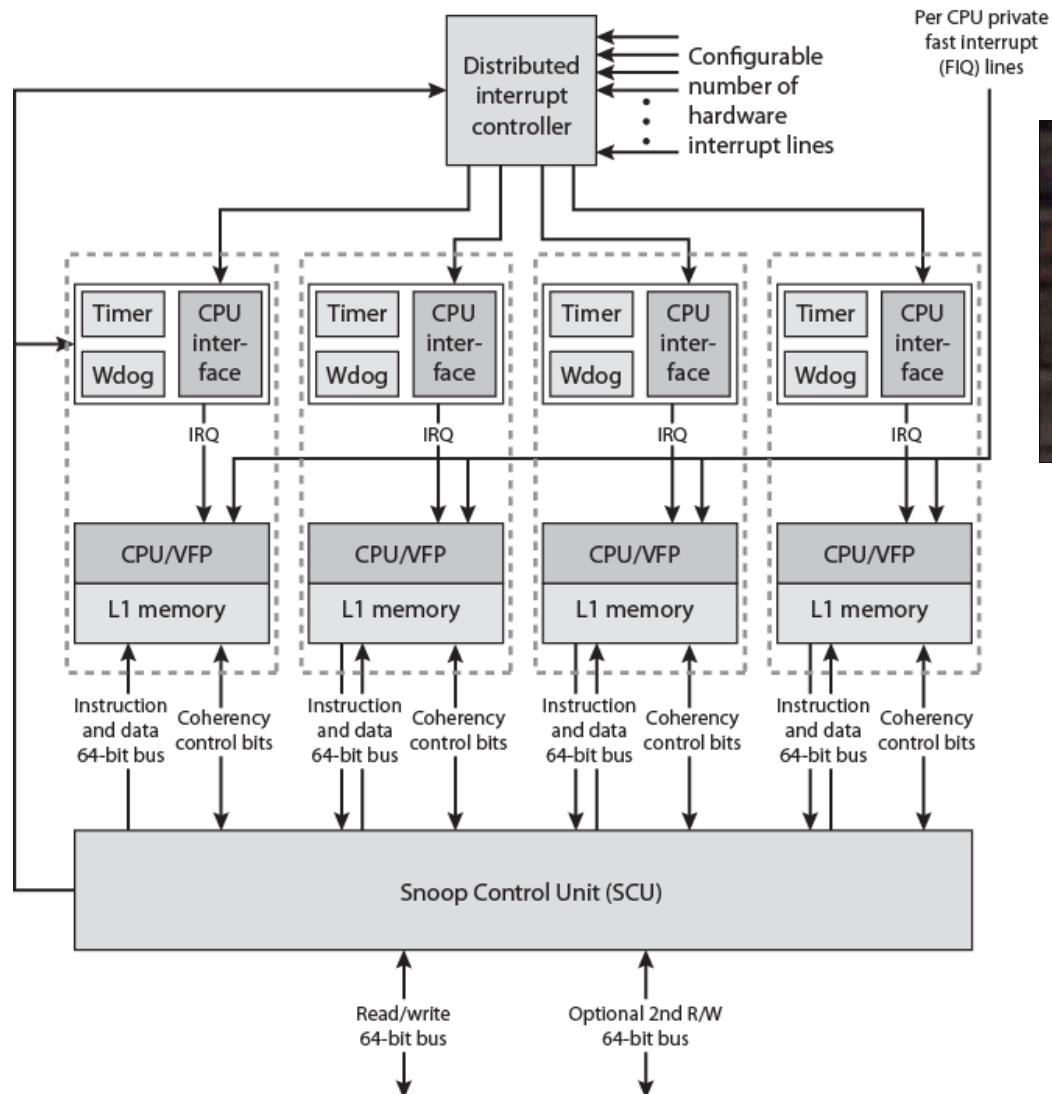 Per CPU private
fast interrupt
(FIQ) lines
Distributed
interrupt
controller
Configurable
number of
hardware
interrupt lines
Timer
Wdog
CPU
inter-
face
Timer
Wdog
CPU
inter-
face
Timer
Wdog
CPU
inter-
face
Timer
Wdog
CPU
inter-
face
IRQ
IRQ
IRQ
IRQ
CPU/VFP
L1 memory
CPU/VFP
L1 memory
CPU/VFP
L1 memory
CPU/VFP
L1 memory
Instruction
and data
64-bit bus
Coherency
control bits
Instruction
and data
64-bit bus
Coherency
control bits
Instruction
and data
64-bit bus
Coherency
control bits
Instruction
and data
64-bit bus
Coherency
control bits
Snoop Control Unit (SCU)
Read/write
64-bit bus
Optional 2nd R/W
64-bit bus